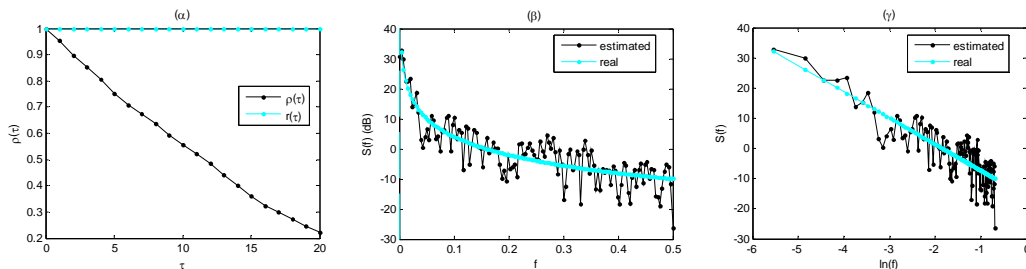 (α)
1
0.9
0.8
0.7
0.6
0.5
0.4
0.3
0.2
0
5
10
15
20
ρ(τ)
τ
ρ(τ)
r(τ)
(β)
40
30
20
10
0
-10
-20
-30
0
0.1
0.2
0.3
0.4
0.5
S(f) (dB)
f
estimated
real
(γ)
40
30
20
10
0
-10
-20
-30
-6
-5
-4
-3
-2
-1
0
S(f)
ln(f)
estimated
real